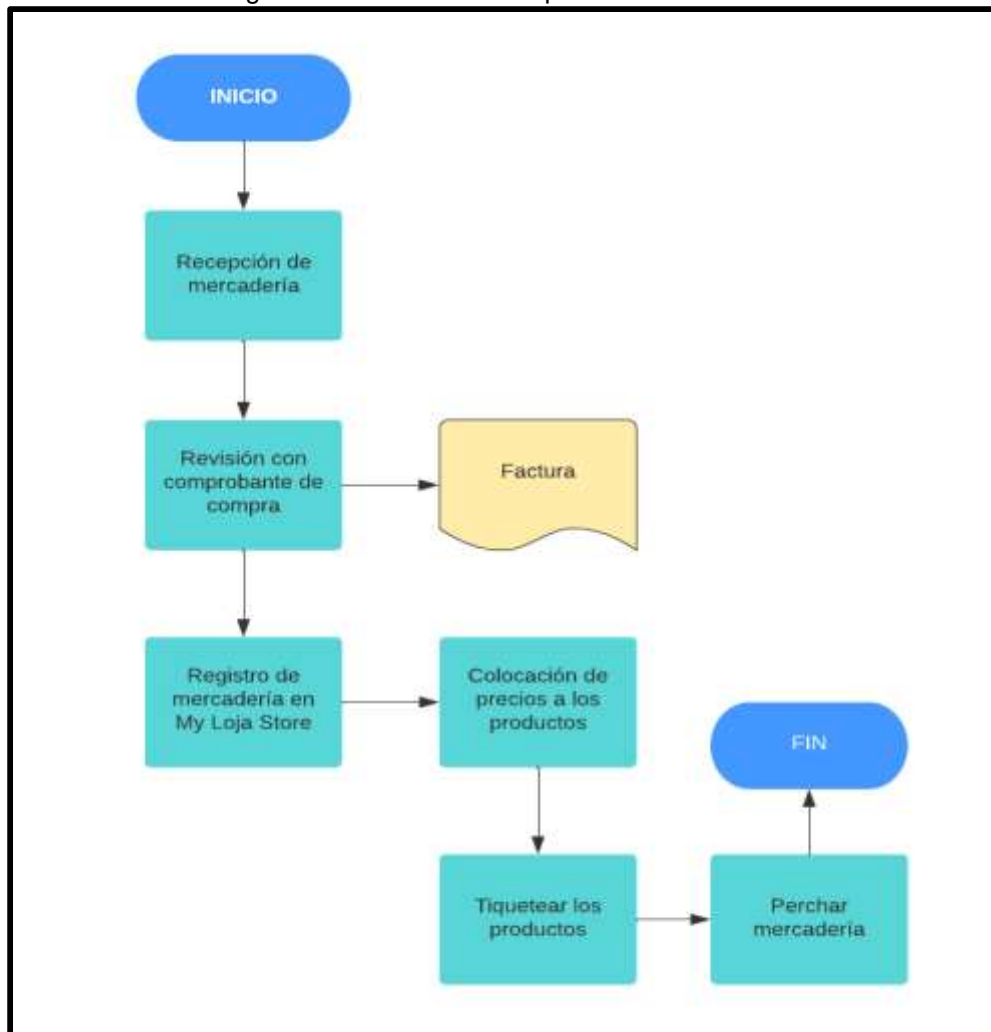 INICIO
Recepción de
mercadería
Revisión con
comprobante de
compra
Factura
Registro de
mercadería en
My Loja Store
Colocación de
precios a los
productos
FIN
Tiquetear los
productos
Perchar
mercadería